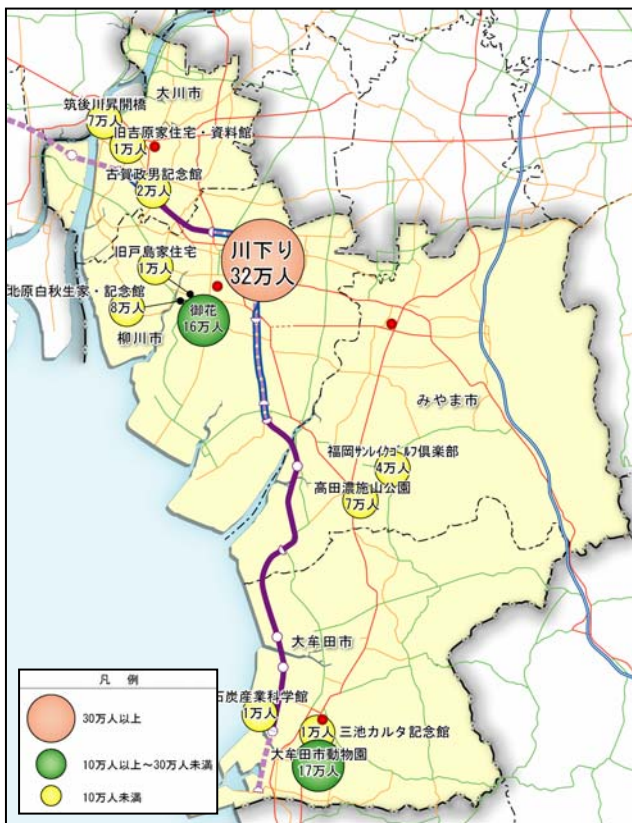 大川市
筑後川昇開橋
7万人
旧吉原家住宅・資料館
1万人
古賀政男記念館
2万人
川下り
32万人
旧戸島家住宅
1万人
北原白秋生家・記念館
8万人
御花
16万人
柳川市
みやま市
福岡ｻﾝﾚｲｸｺﾞﾙﾌ倶楽部
4万人
高田濃施山公園
7万人
大牟田市
石炭産業科学館
1万人
1万人
三池カルタ記念館
大牟田市動物園
17万人
凡 例
30万人以上
10万人以上～30万人未満
10万人未満